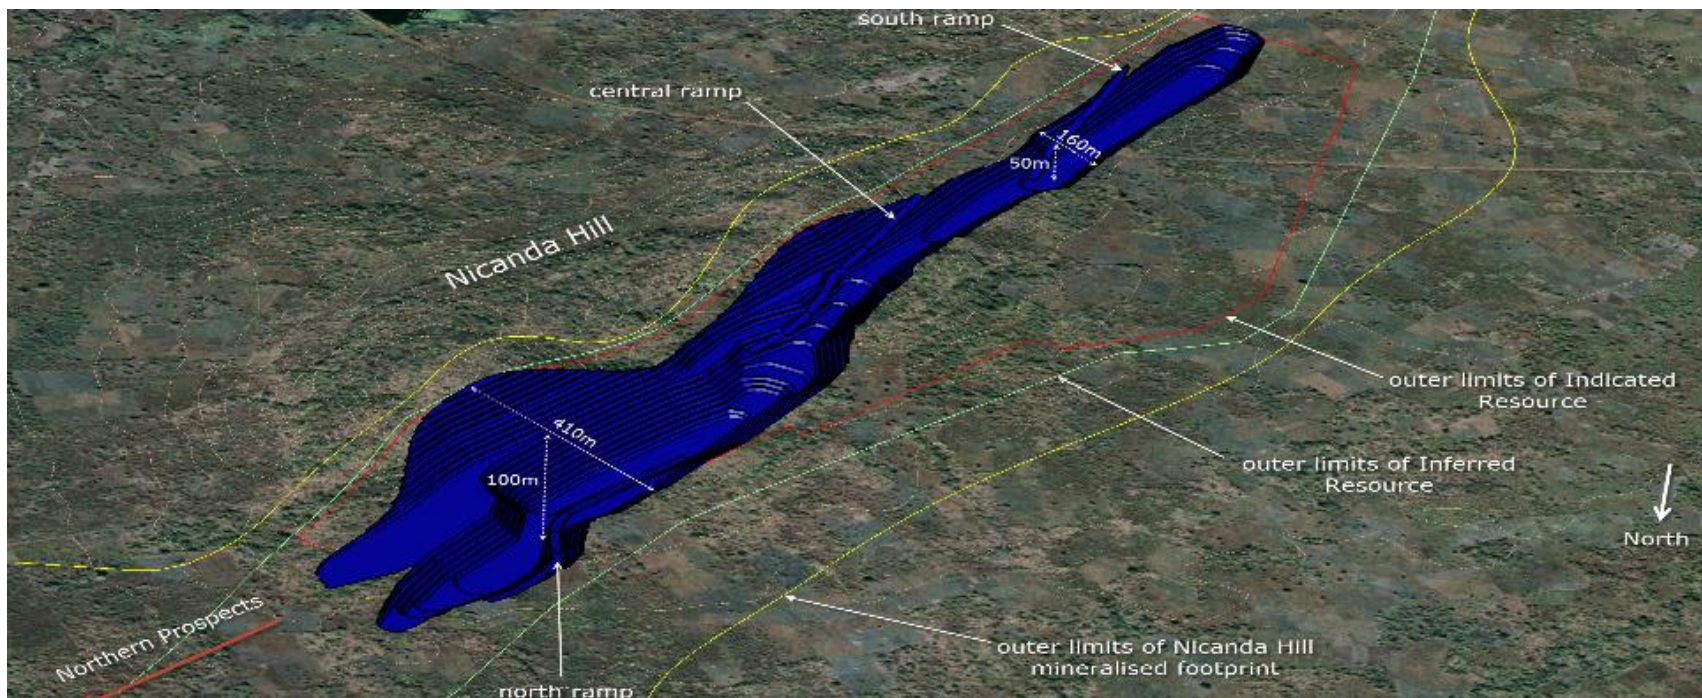 south ramp
central ramp
160m
50m
Nicanda Hill
outer limits of Indicated
Resource
410m
outer limits of Inferred
Resource
100m
North
Northern Prospects
outer limits of Nicanda Hill
mineralised footprint
north ramp